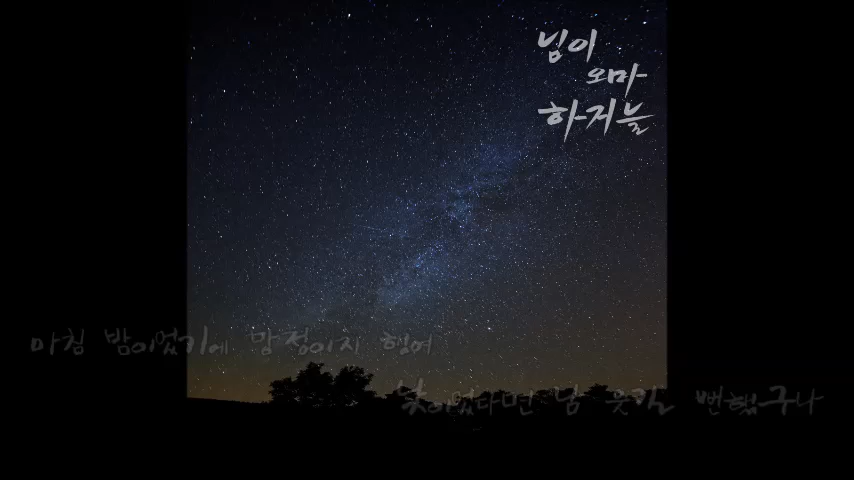 님이
오마
하거늘
마침 밤이었기에 망정이지 행여
낮이었다면 남 웃길 뻔했구나